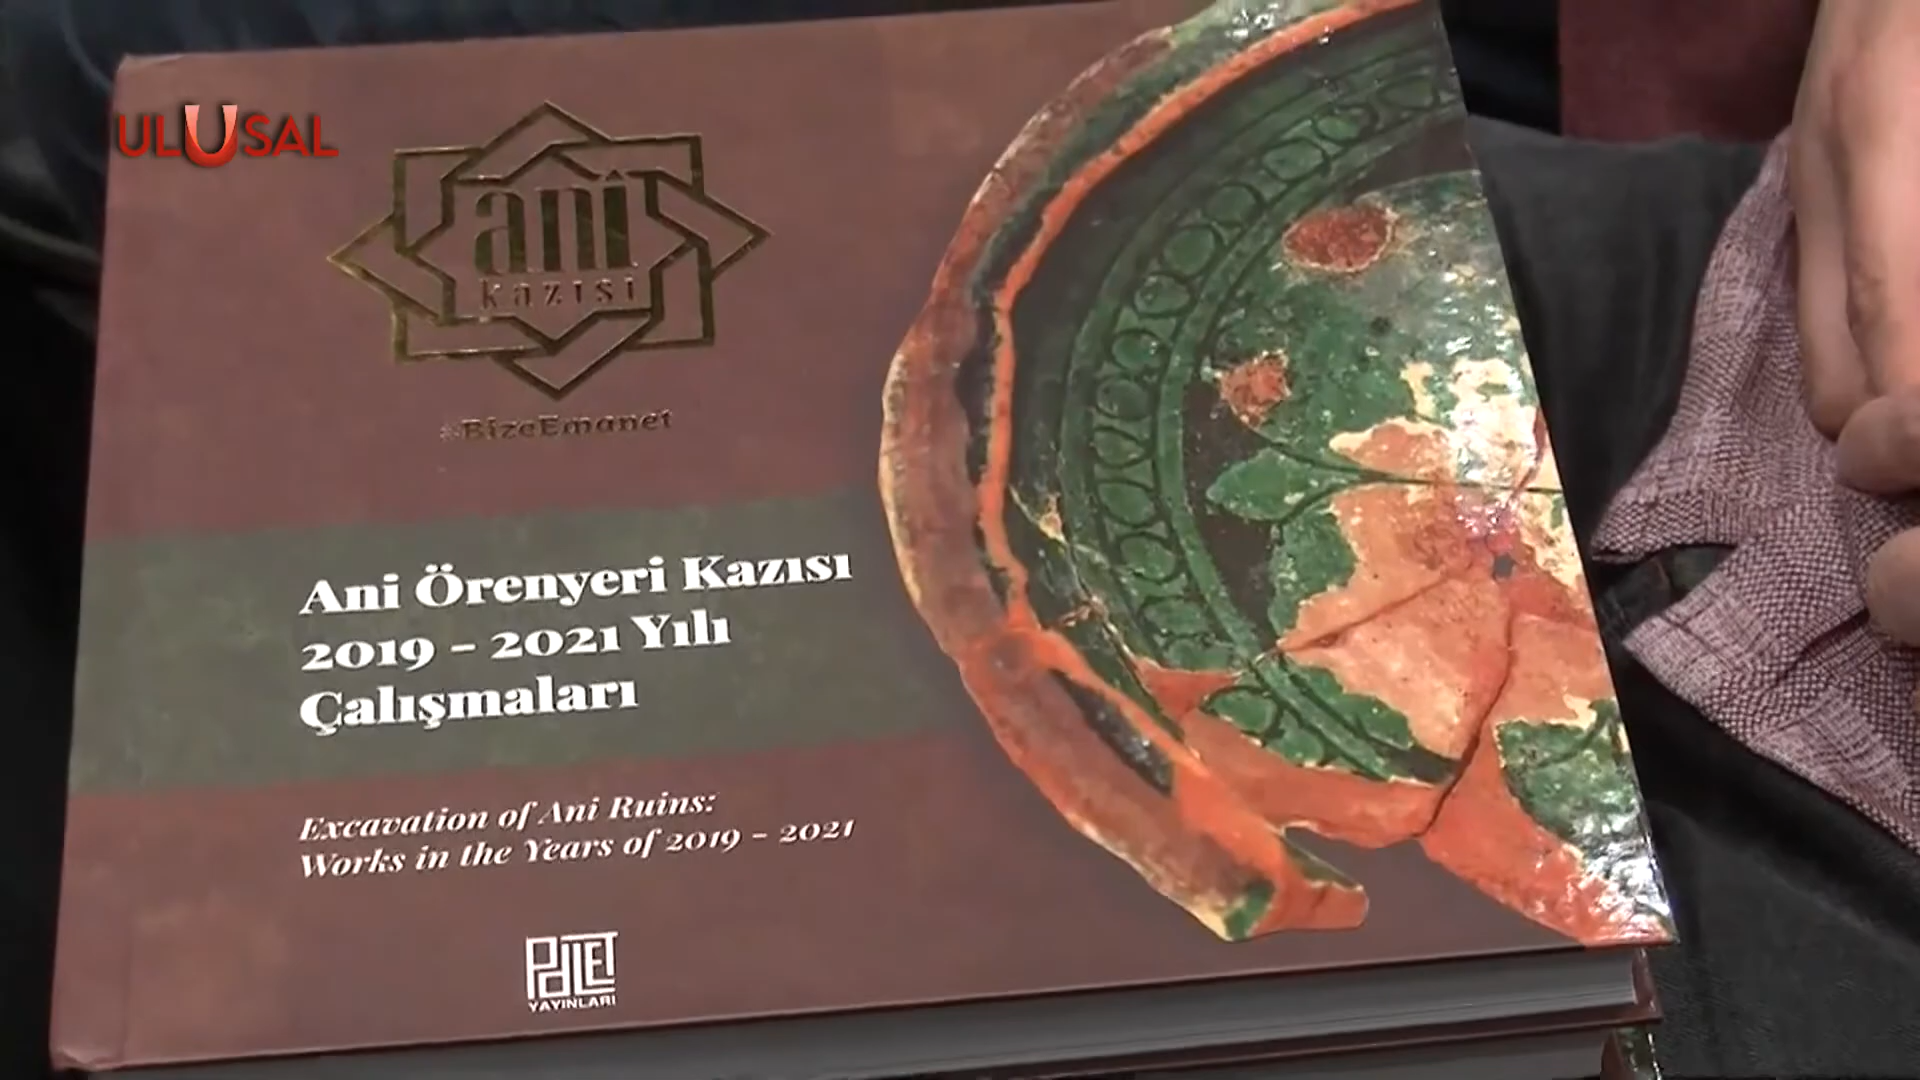 ULUSAL
ani
kazısı
#BizeEmanet
Ani Örenyeri Kazısı
2019 – 2021 Yılı
Çalışmaları
Excavation of Ani Ruins:
Works in the Years of 2019 – 2021
PALET
YAYINLARI